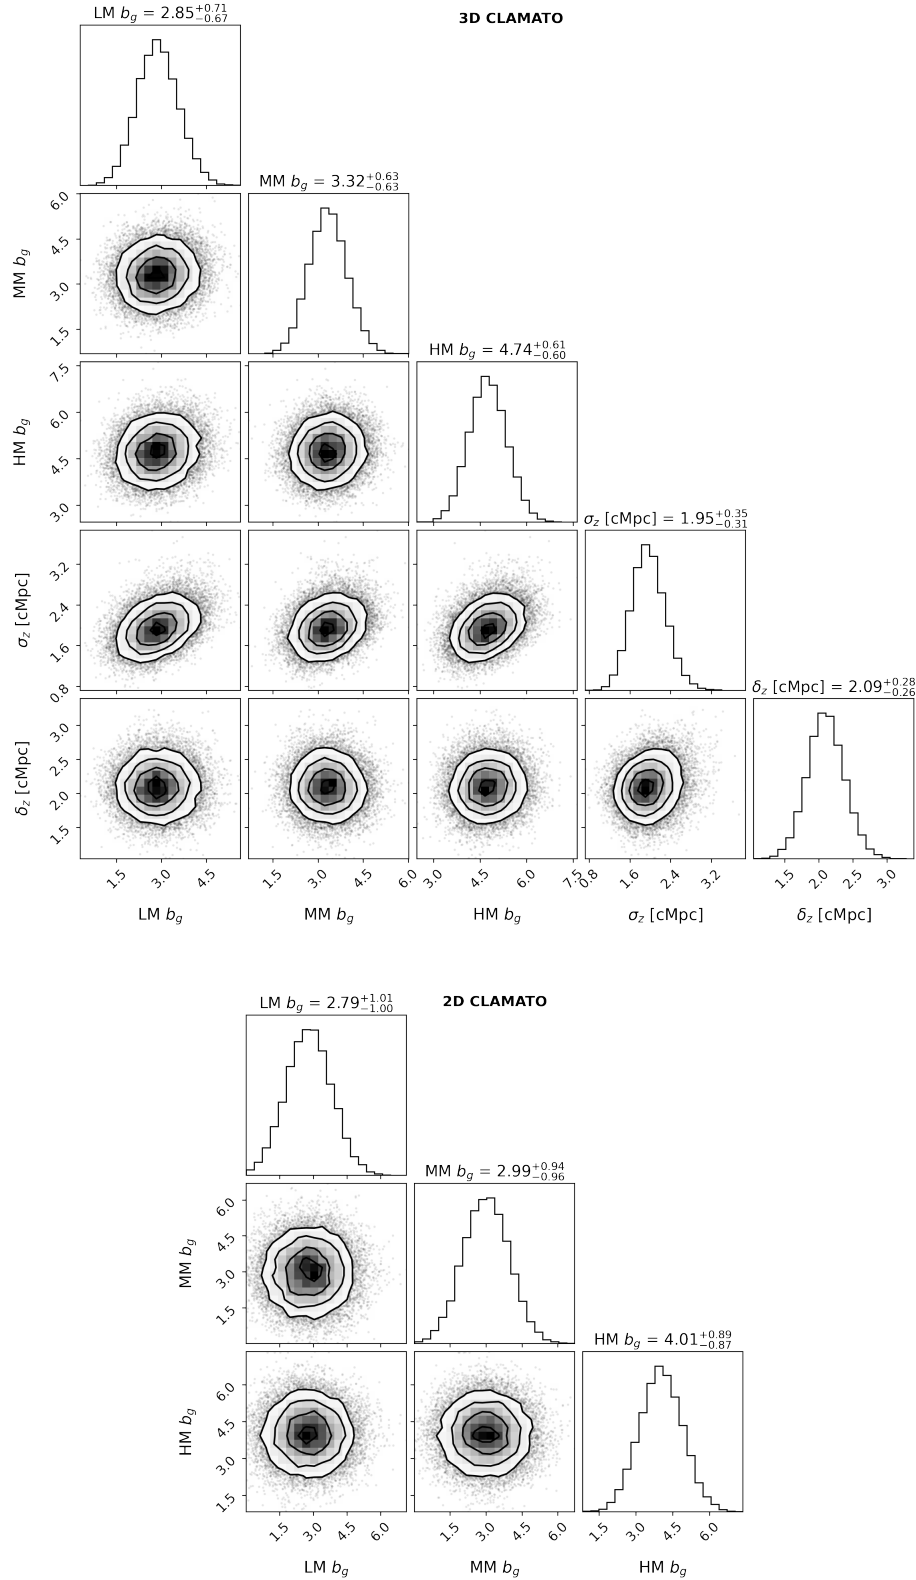 LM b_g = 2.85^{+0.71}_{−0.67}
3D CLAMATO
MM b_g = 3.32^{+0.63}_{−0.63}
6.0
4.5
3.0
1.5
MM b_g
HM b_g = 4.74^{+0.61}_{−0.60}
7.5
6.0
4.5
3.0
HM b_g
σ_z [cMpc] = 1.95^{+0.35}_{−0.31}
3.2
2.4
1.6
0.8
σ_z [cMpc]
δ_z [cMpc] = 2.09^{+0.28}_{−0.26}
3.0
2.5
2.0
1.5
δ_z [cMpc]
1.5 3.0 4.5 1.5 3.0 4.5 6.0 3.0 4.5 6.0 7.5 0.8 1.6 2.4 3.2 1.5 2.0 2.5 3.0
LM b_g MM b_g HM b_g σ_z [cMpc] δ_z [cMpc]
LM b_g = 2.79^{+1.01}_{−1.00}
2D CLAMATO
MM b_g = 2.99^{+0.94}_{−0.96}
6.0
4.5
3.0
1.5
MM b_g
HM b_g = 4.01^{+0.89}_{−0.87}
6.0
4.5
3.0
1.5
HM b_g
1.5 3.0 4.5 6.0 1.5 3.0 4.5 6.0 1.5 3.0 4.5 6.0
LM b_g MM b_g HM b_g